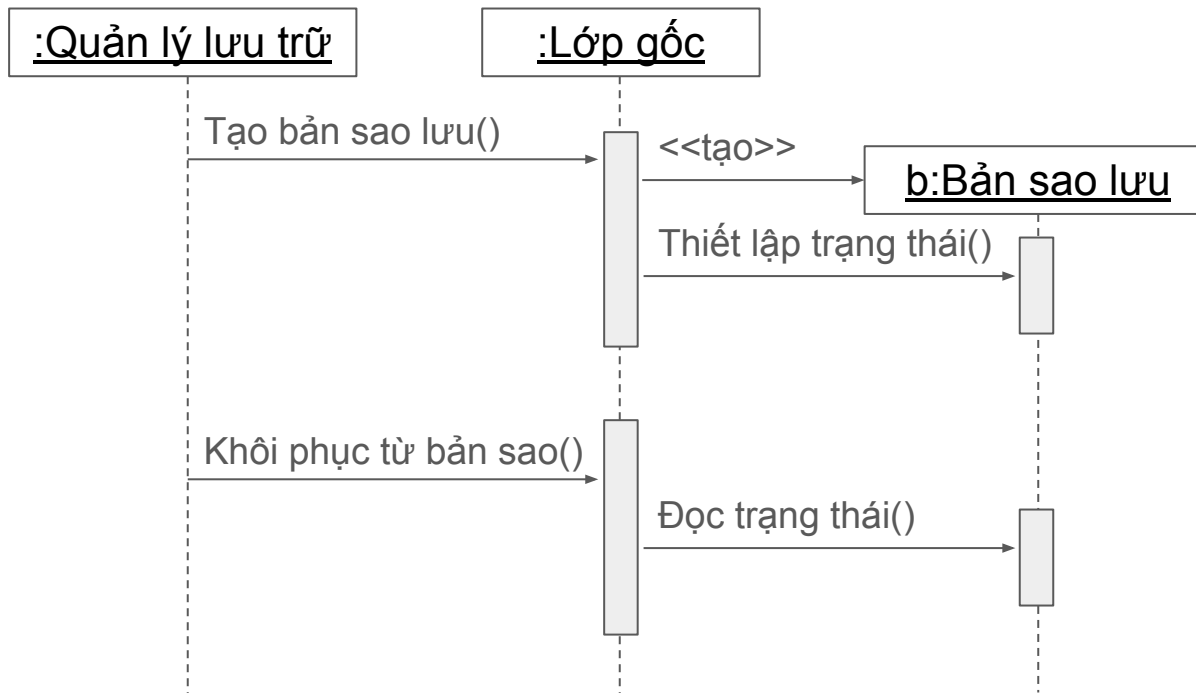 :Quản lý lưu trữ
:Lớp gốc
Tạo bản sao lưu()
<<tạo>>
b:Bản sao lưu
Thiết lập trạng thái()
Khôi phục từ bản sao()
Đọc trạng thái()